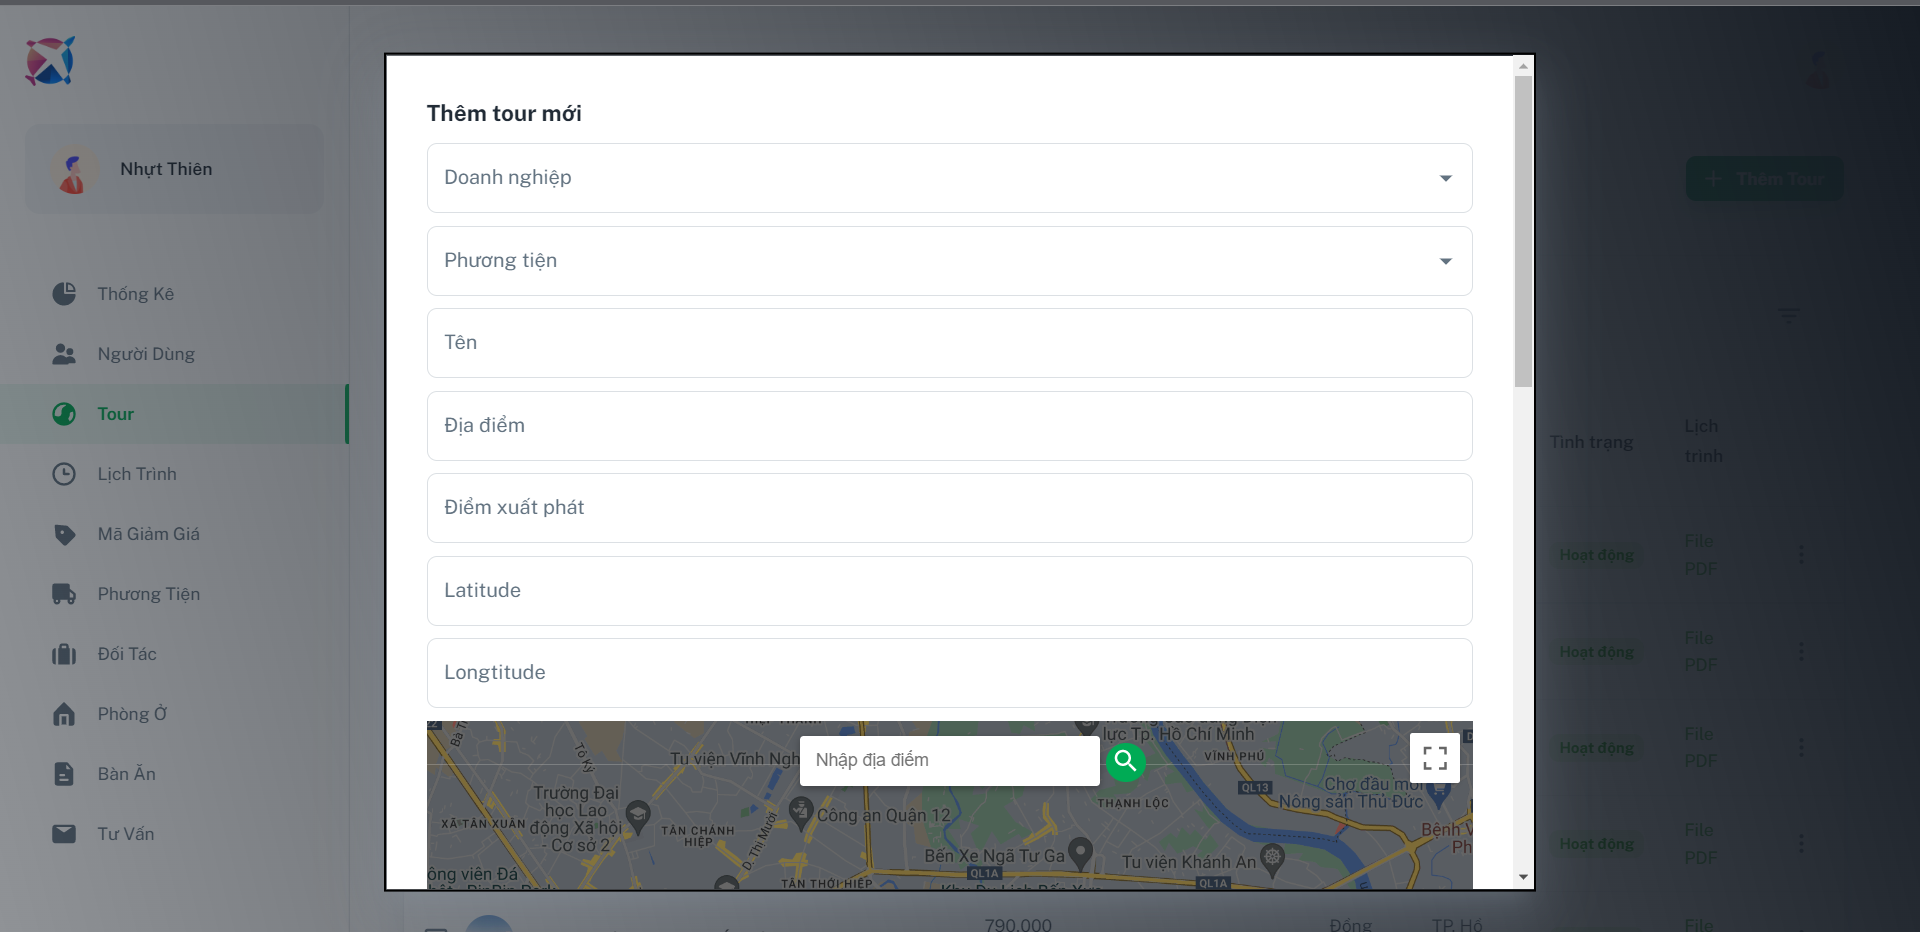 Nhựt Thiên
Thống Kê
Người Dùng
Tour
Lịch Trình
Mã Giảm Giá
Phương Tiện
Đối Tác
Phòng Ở
Bàn Ăn
Tư Vấn
Thêm tour mới
Doanh nghiệp
Phương tiện
Tên
Địa điểm
Điểm xuất phát
Latitude
Longtitude
Nhập địa điểm
lực Tp. Hồ Chí Minh
VĨNH PHÚ
Tu viện Vĩnh Ngh
Tô Ký
QL13
Chợ đầu mối
Nông sản Thủ Đức
Trường Đại
học Lao
động Xã hội
- Cơ sở 2
XÃ TÂN XUÂN
TÂN CHÁNH
HIỆP
D. Thị Mười
Công an Quận 12
THẠNH LỘC
Bệnh V
Ph
Bến Xe Ngã Tư Ga
Tu viện Khánh An
ông viên Đá
QL1A
TÂN THỚI HIỆP
QL1A
Thêm Tour
Tình trạng
Lịch
trình
Hoạt động
File
PDF
Hoạt động
File
PDF
Hoạt động
File
PDF
Hoạt động
File
PDF
790,000
Đồng
TP. Hồ
File